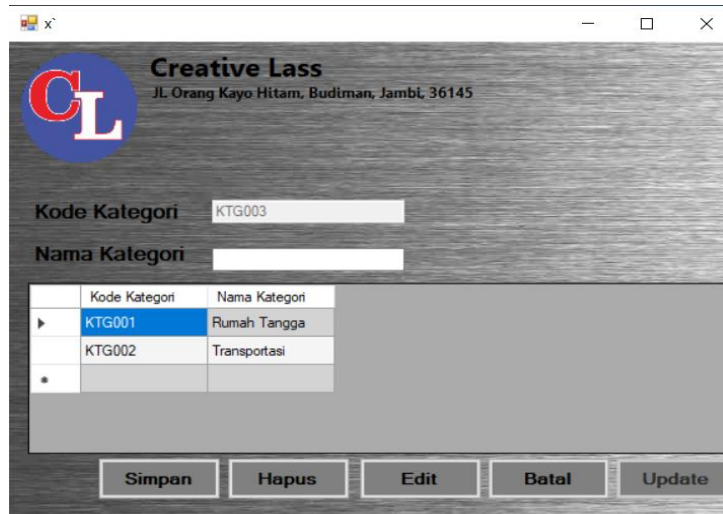 x`
CL
Creative Lass
JL. Orang Kayo Hitam, Budiman, Jambi, 36145
Kode Kategori KTG003
Nama Kategori
Kode Kategori Nama Kategori
KTG001 Rumah Tangga
KTG002 Transportasi
Simpan Hapus Edit Batal Update